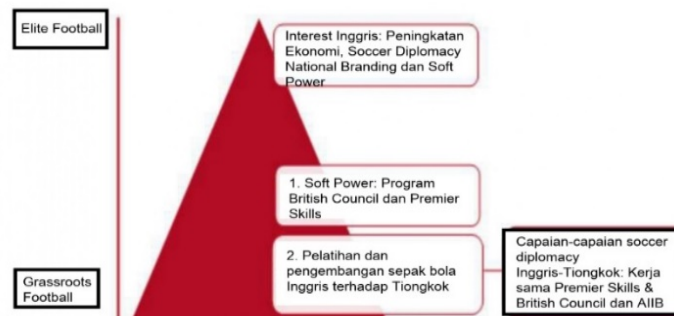 Elite Football
Interest Inggris: Peningkatan
Ekonomi, Soccer Diplomacy
National Branding dan Soft
Power
1. Soft Power: Program
British Council dan Premier
Skills
2. Pelatihan dan
pengembangan sepak bola
Inggris terhadap Tiongkok
Capaian-capaian soccer
diplomacy
Inggris-Tiongkok: Kerja
sama Premier Skills &
British Council dan AIIB
Grassroots
Football